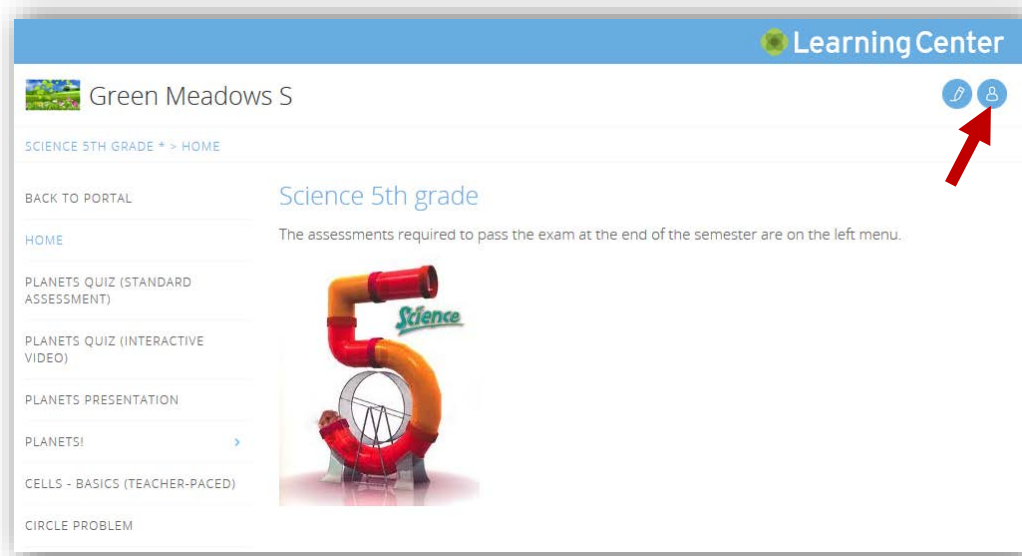 Learning Center
Green Meadows S
SCIENCE 5TH GRADE * > HOME
BACK TO PORTAL
HOME
PLANETS QUIZ (STANDARD
ASSESSMENT)
PLANETS QUIZ (INTERACTIVE
VIDEO)
PLANETS PRESENTATION
PLANETS!
CELLS - BASICS (TEACHER-PACED)
CIRCLE PROBLEM
Science 5th grade
The assessments required to pass the exam at the end of the semester are on the left menu.
Science
5